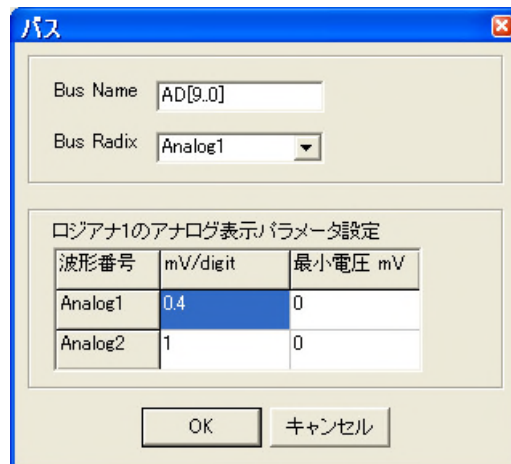 バス
Bus Name AD[9..0]
Bus Radix Analog1
ロジアナ1のアナログ表示パラメータ設定
波形番号 mV/digit 最小電圧 mV
Analog1 0.4 0
Analog2 1 0
OK キャンセル